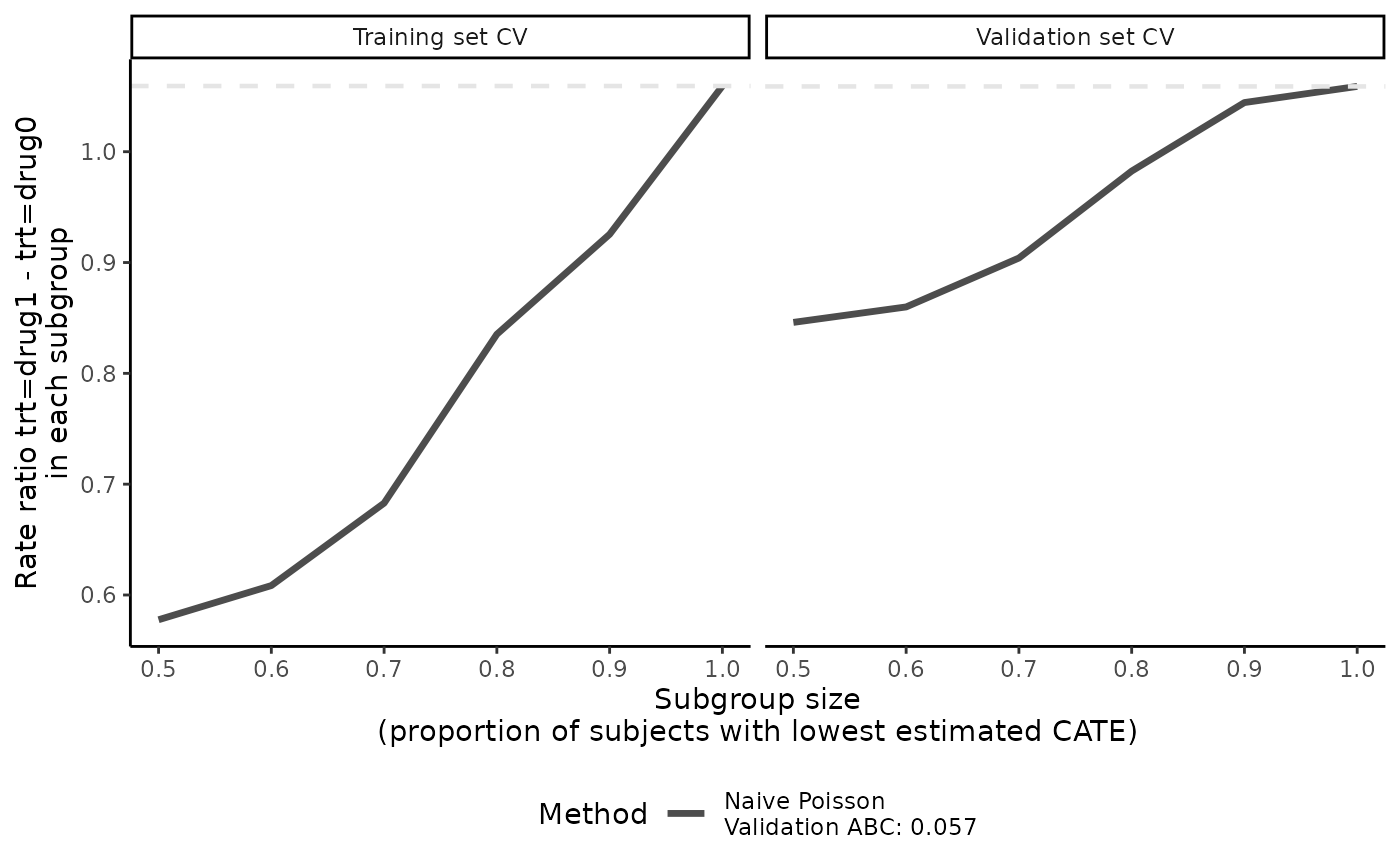 Training set CV
Validation set CV
Rate ratio trt=drug1 - trt=drug0
in each subgroup
1.0
0.9
0.8
0.7
0.6
0.5 0.6 0.7 0.8 0.9 1.0
0.5 0.6 0.7 0.8 0.9 1.0
Subgroup size
(proportion of subjects with lowest estimated CATE)
Method
Naive Poisson
Validation ABC: 0.057